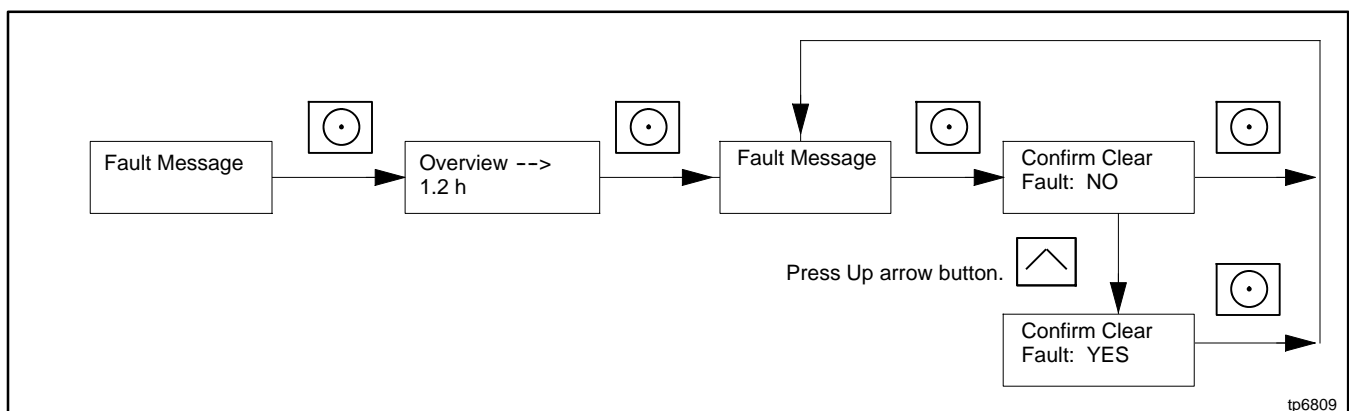 Fault Message
Overview -->
1.2 h
Fault Message
Confirm Clear
Fault: NO
Press Up arrow button.
Confirm Clear
Fault: YES
tp6809